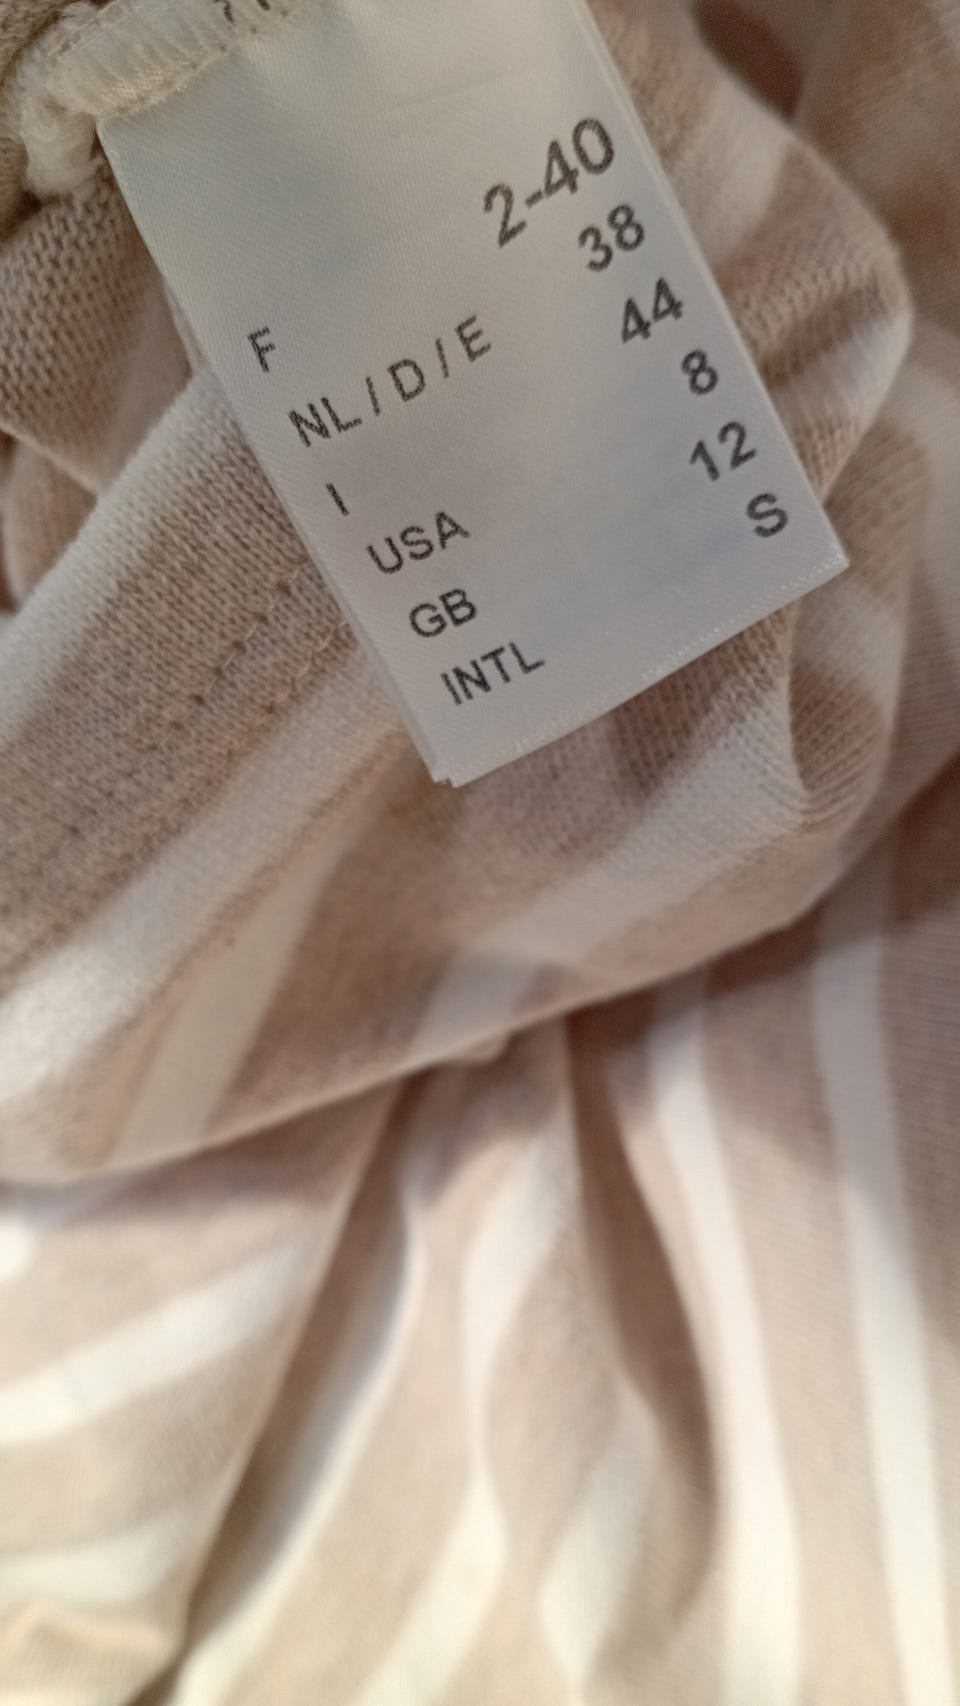 F 2-40
NL / D / E 38
I 44
USA 8
GB 12
INTL S